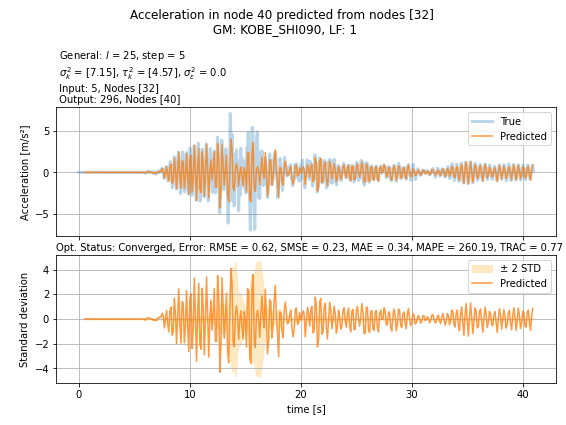 Acceleration in node 40 predicted from nodes [32]
GM: KOBE_SHI090, LF: 1
General: l = 25, step = 5
σ²_k = [7.15], τ²_k = [4.57], σ²_ε = 0.0
Input: 5, Nodes [32]
Output: 296, Nodes [40]
Acceleration [m/s²]
5
0
−5
True
Predicted
Opt. Status: Converged, Error: RMSE = 0.62, SMSE = 0.23, MAE = 0.34, MAPE = 260.19, TRAC = 0.77
Standard deviation
4
2
0
−2
−4
± 2 STD
Predicted
0 10 20 30 40
time [s]